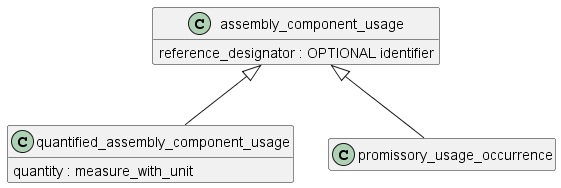 C assembly_component_usage
reference_designator : OPTIONAL identifier
C quantified_assembly_component_usage
quantity : measure_with_unit
C promissory_usage_occurrence